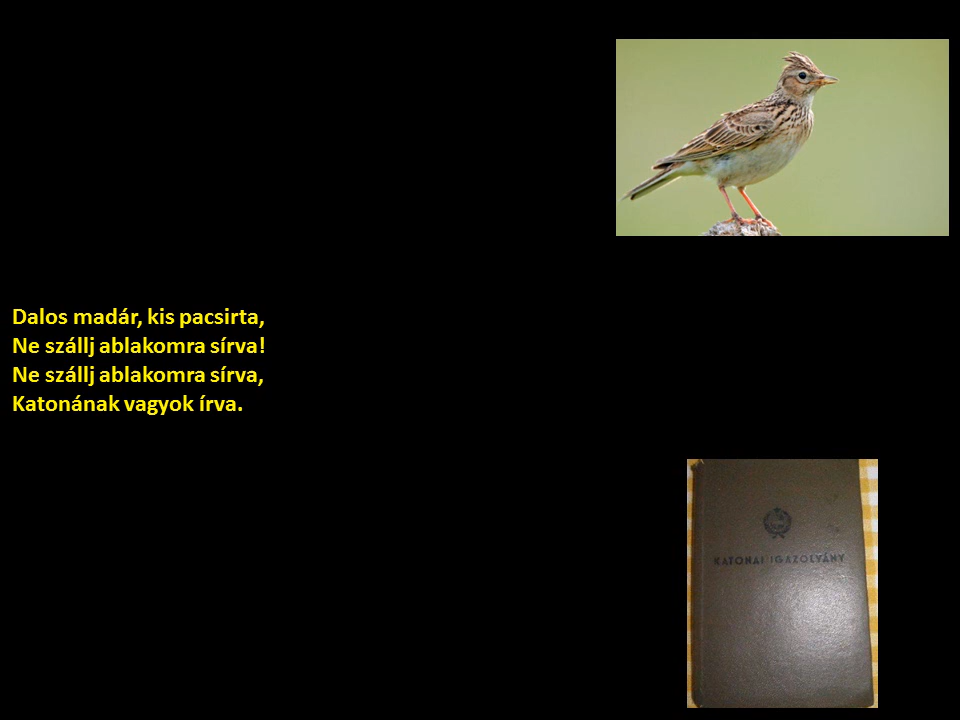 Dalos madár, kis pacsirta,
Ne szállj ablakomra sírva!
Ne szállj ablakomra sírva,
Katonának vagyok írva.
KATONAI IGAZOLVÁNY